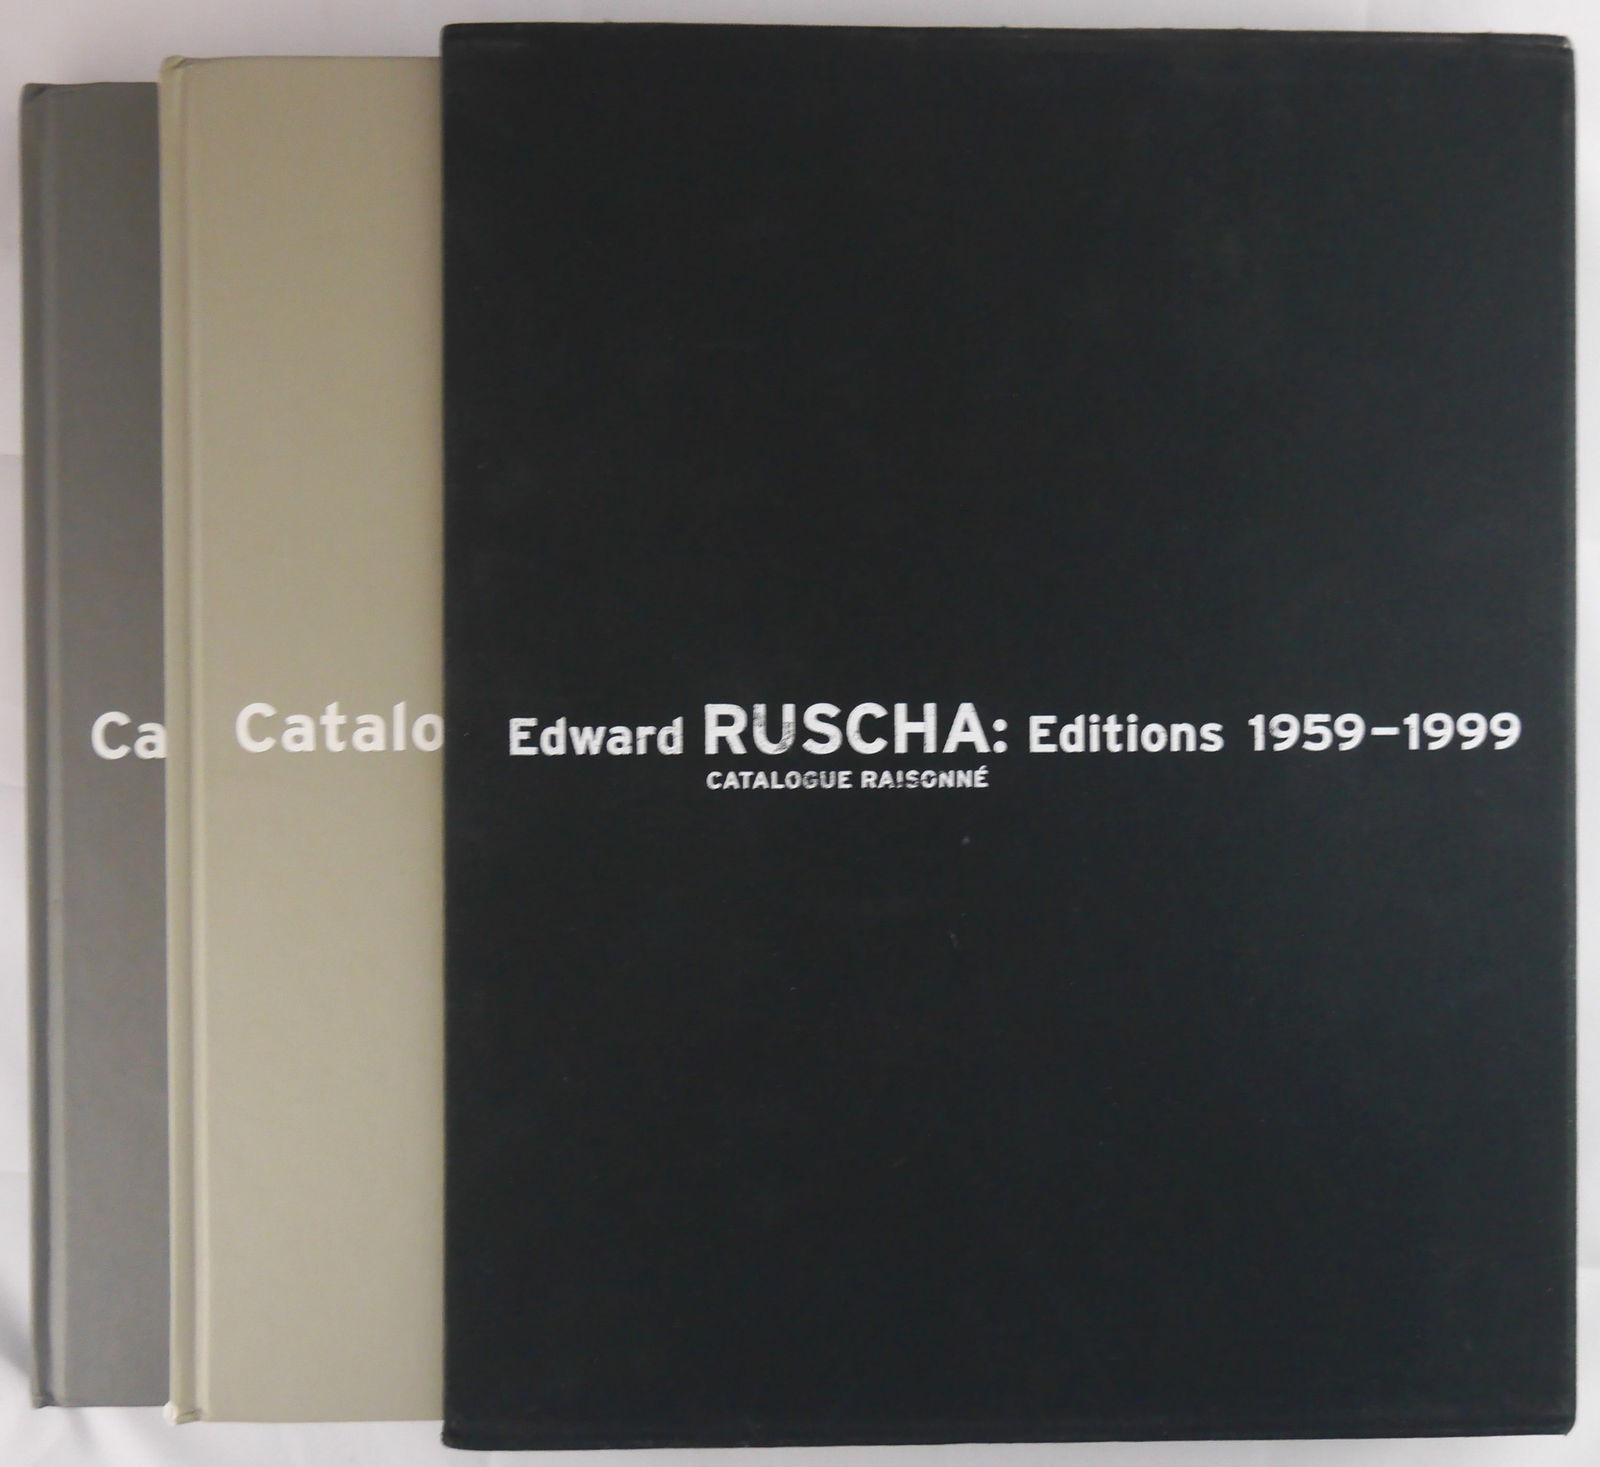 Ca
Catalo
Edward RUSCHA: Editions 1959–1999
CATALOGUE RAISONNÉ